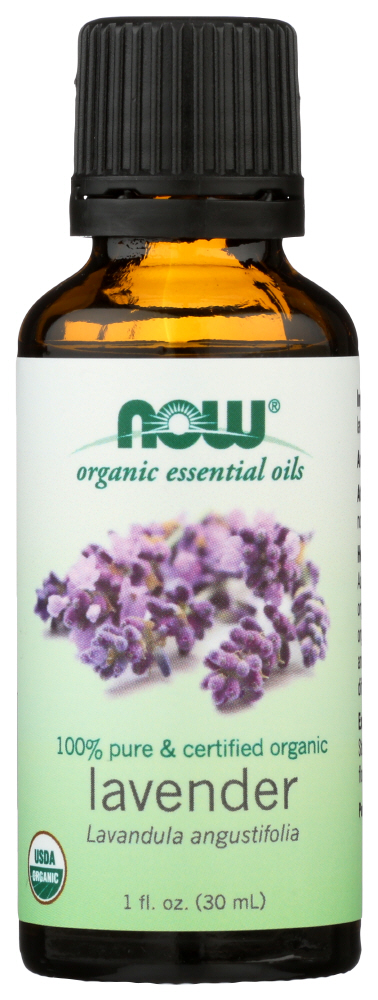 NOW®
organic essential oils
100% pure & certified organic
lavender
Lavandula angustifolia
USDA
ORGANIC
1 fl. oz. (30 mL)